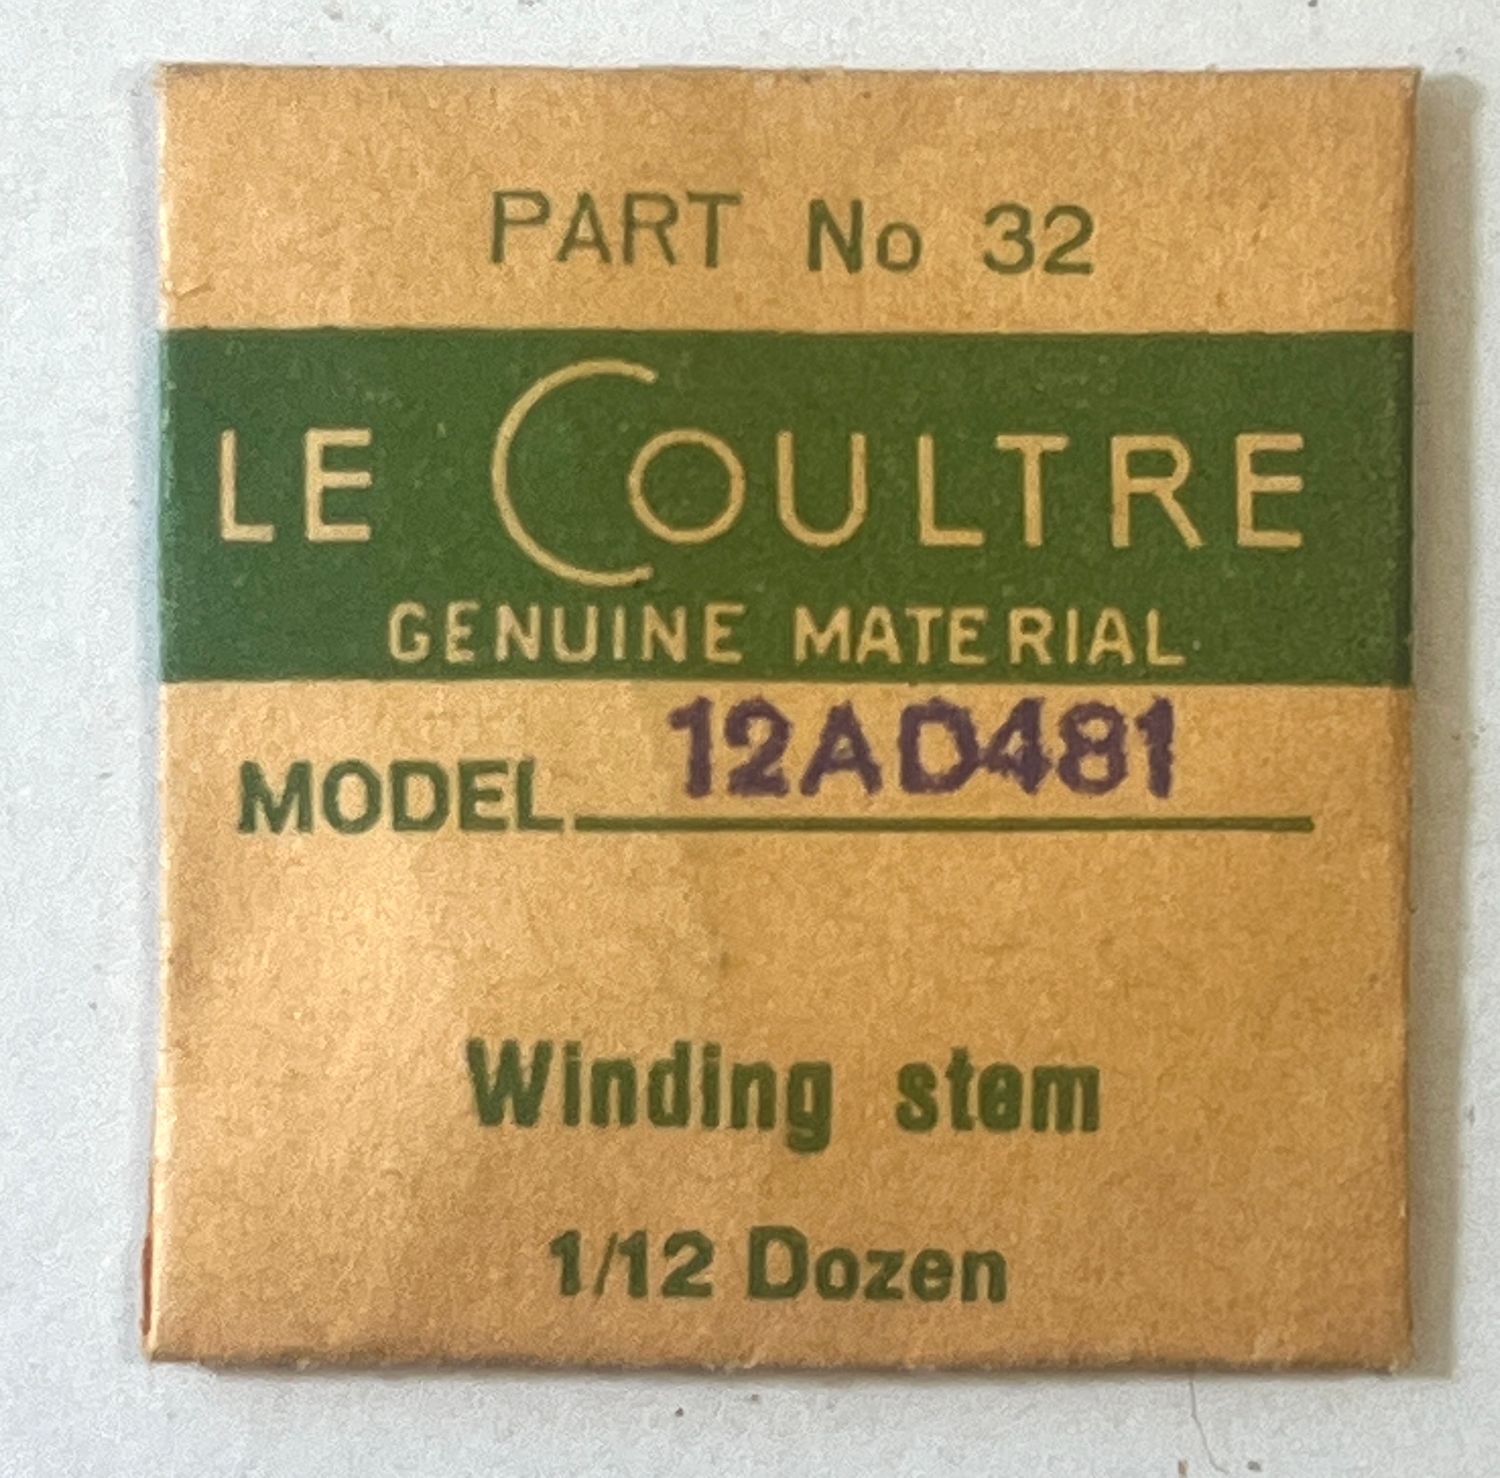 PART No 32
LE COULTRE
GENUINE MATERIAL
MODEL 12AD481
Winding stem
1/12 Dozen